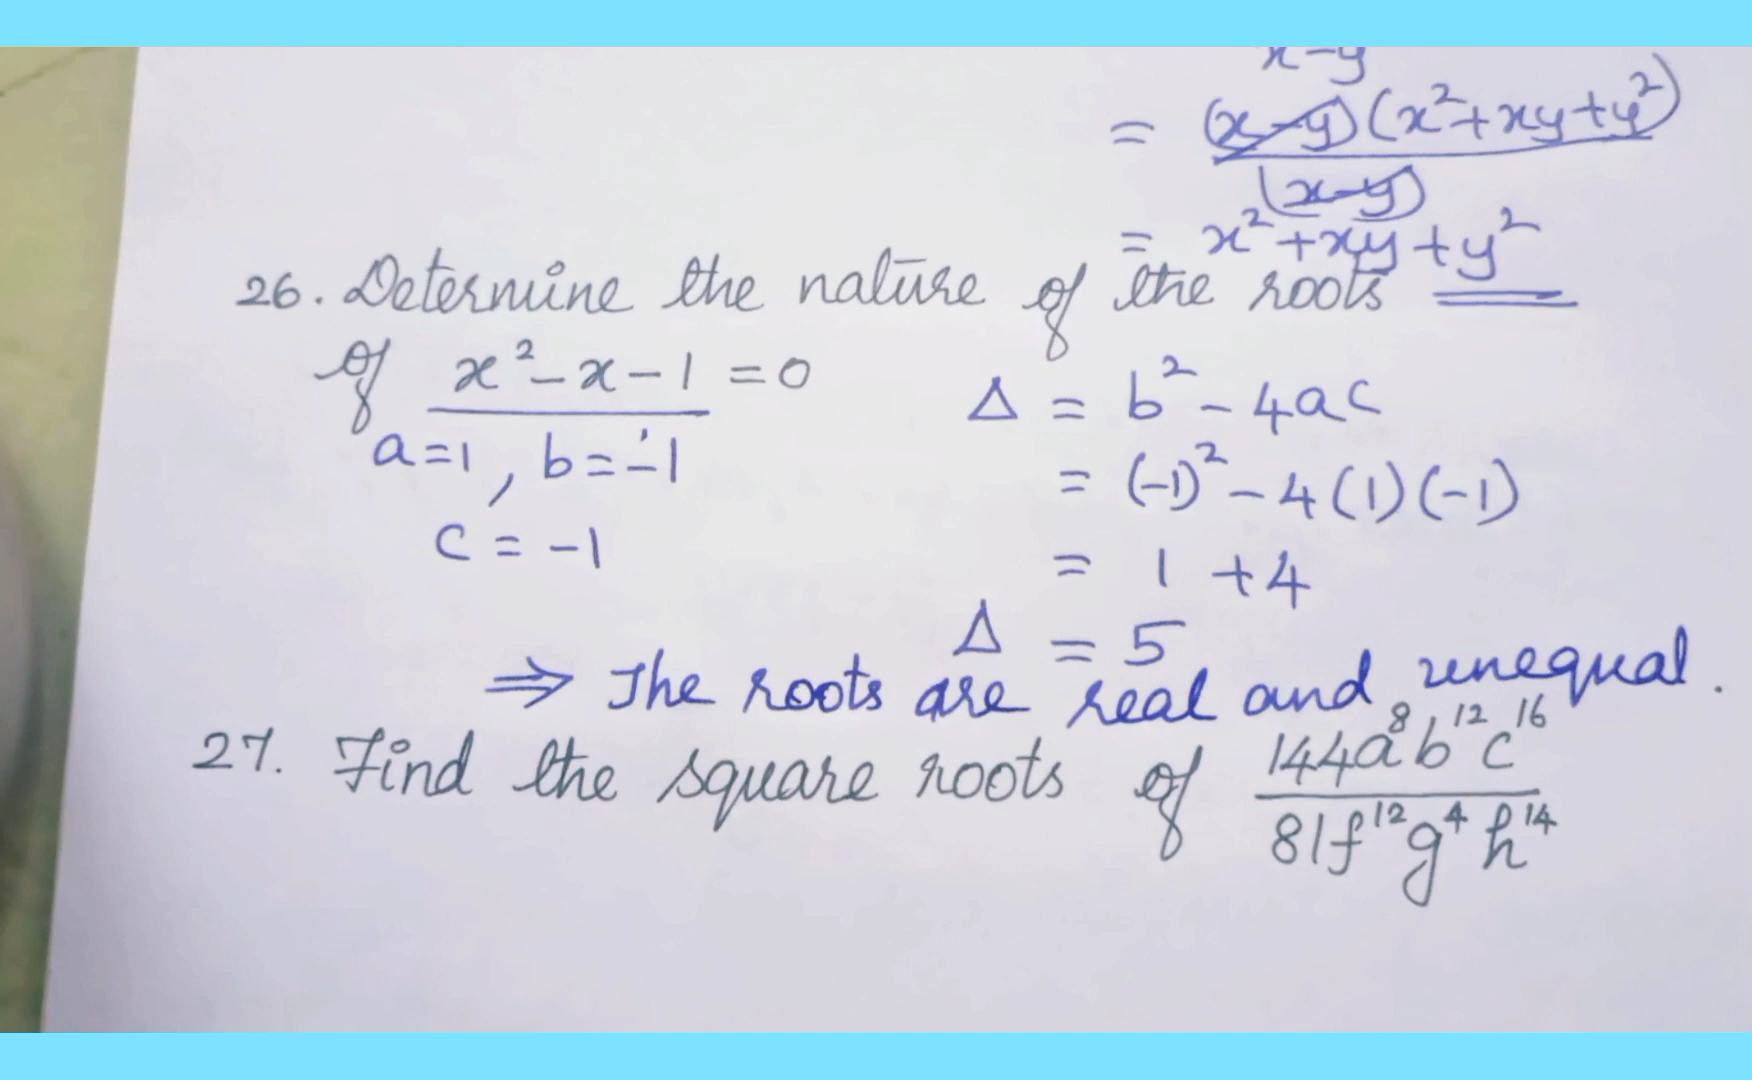 x-y
= (x-y)(x²+xy+y²)
(x-y)
= x²+xy+y²
26. Determine the nature of the roots
of x²-x-1=0
a=1, b=-1
c = -1
Δ = b²-4ac
= (-1)²-4(1)(-1)
= 1 +4
Δ = 5
⇒ The roots are real and unequal.
27. Find the square roots of 144a⁸b¹²c¹⁶
81f¹²g⁴h¹⁴